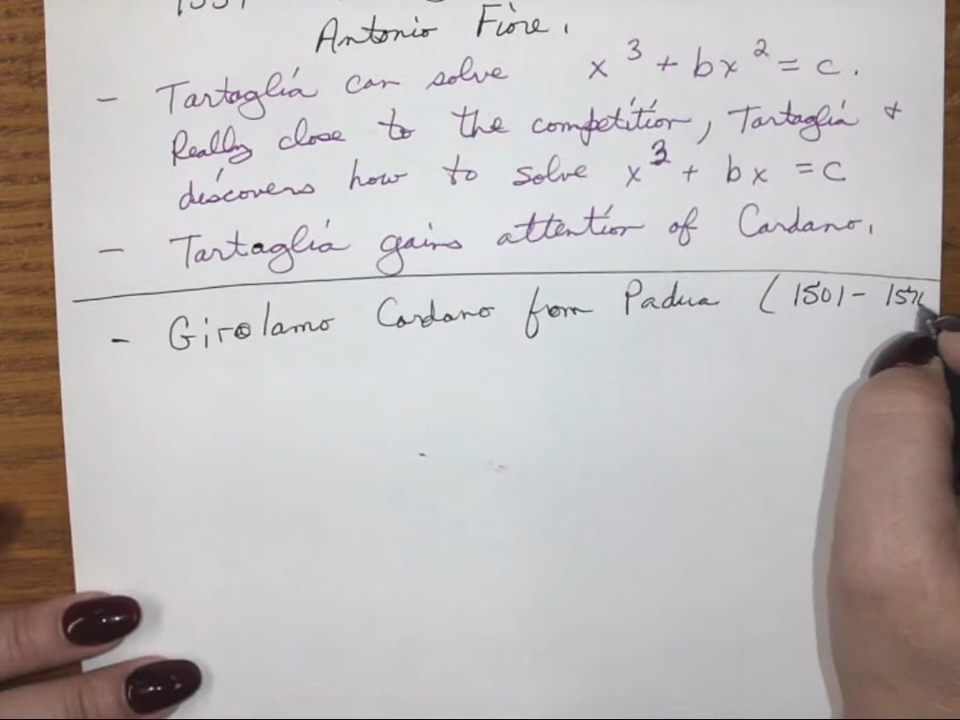 Antonio Fiore.
- Tartaglia can solve x³ + bx² = c.
Really close to the competition, Tartaglia +
discovers how to solve x³ + bx = c
- Tartaglia gains attention of Cardano.
- Girolamo Cardano from Padua ( 1501 - 157